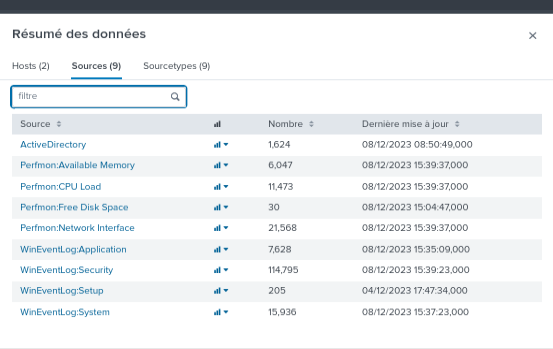 Résumé des données
Hosts (2) Sources (9) Sourcetypes (9)
filtre
Source Nombre Dernière mise à jour
ActiveDirectory 1,624 08/12/2023 08:50:49,000
Perfmon:Available Memory 6,047 08/12/2023 15:39:37,000
Perfmon:CPU Load 11,473 08/12/2023 15:39:37,000
Perfmon:Free Disk Space 30 08/12/2023 15:04:47,000
Perfmon:Network Interface 21,568 08/12/2023 15:39:37,000
WinEventLog:Application 7,628 08/12/2023 15:35:09,000
WinEventLog:Security 114,795 08/12/2023 15:39:23,000
WinEventLog:Setup 205 04/12/2023 17:47:34,000
WinEventLog:System 15,936 08/12/2023 15:37:23,000